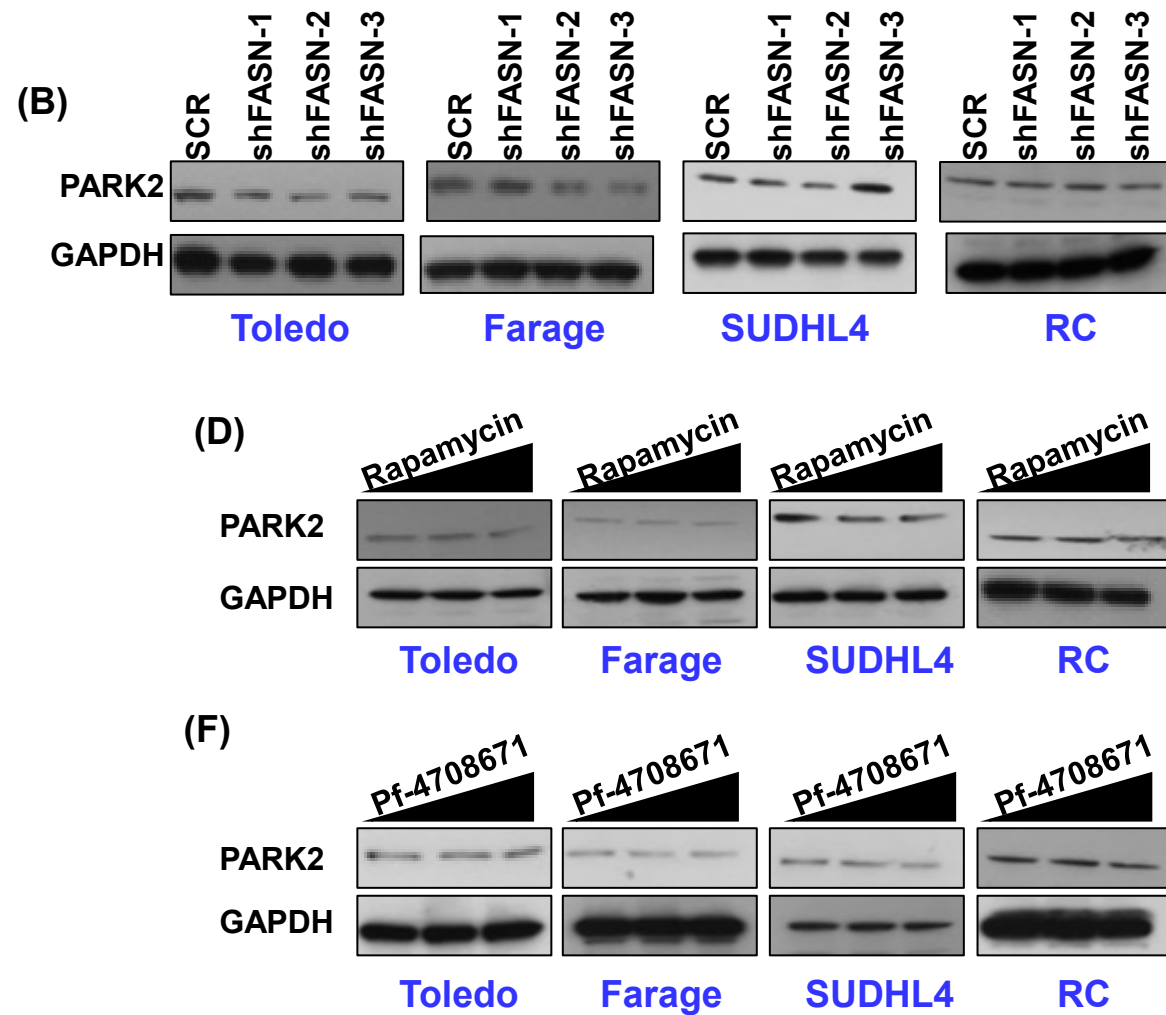 (B)
SCR shFASN-1 shFASN-2 shFASN-3 SCR shFASN-1 shFASN-2 shFASN-3 SCR shFASN-1 shFASN-2 shFASN-3 SCR shFASN-1 shFASN-2 shFASN-3
PARK2
GAPDH
Toledo Farage SUDHL4 RC
(D)
Rapamycin Rapamycin Rapamycin Rapamycin
PARK2
GAPDH
Toledo Farage SUDHL4 RC
(F)
Pf-4708671 Pf-4708671 Pf-4708671 Pf-4708671
PARK2
GAPDH
Toledo Farage SUDHL4 RC